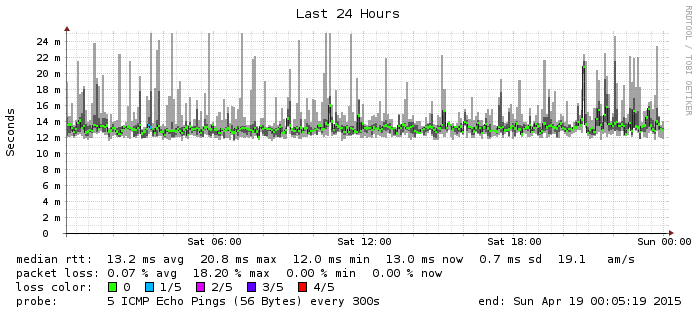 Last 24 Hours
RRDTOOL / TOBI OETIKER
Seconds
24 m
22 m
20 m
18 m
16 m
14 m
12 m
10 m
8 m
6 m
4 m
2 m
0
Sat 06:00 Sat 12:00 Sat 18:00 Sun 00:00
median rtt: 13.2 ms avg 20.8 ms max 12.0 ms min 13.0 ms now 0.7 ms sd 19.1 am/s
packet loss: 0.07 % avg 18.20 % max 0.00 % min 0.00 % now
loss color: 0 1/5 2/5 3/5 4/5
probe: 5 ICMP Echo Pings (56 Bytes) every 300s end: Sun Apr 19 00:05:19 2015